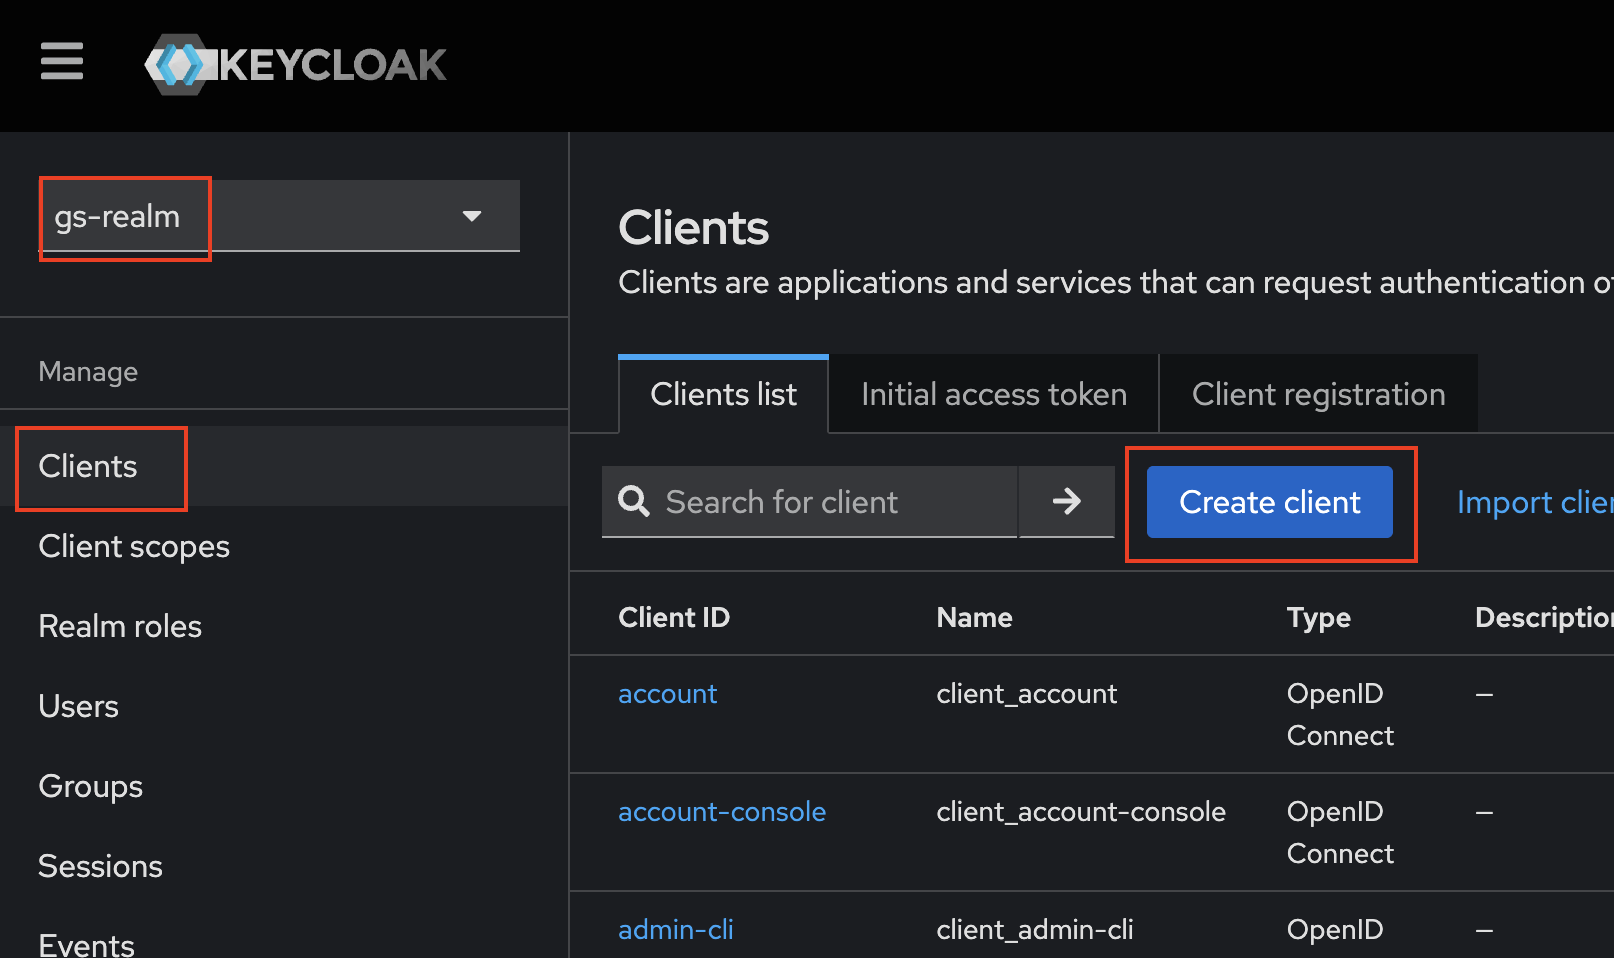 KEYCLOAK
gs-realm
Manage
Clients
Client scopes
Realm roles
Users
Groups
Sessions
Events
Clients
Clients are applications and services that can request authentication
Clients list
Initial access token
Client registration
Search for client
Create client
Import
Client ID Name Type
account client_account OpenID
Connect
–
account-console client_account-console OpenID
Connect
–
admin-cli client_admin-cli OpenID
–